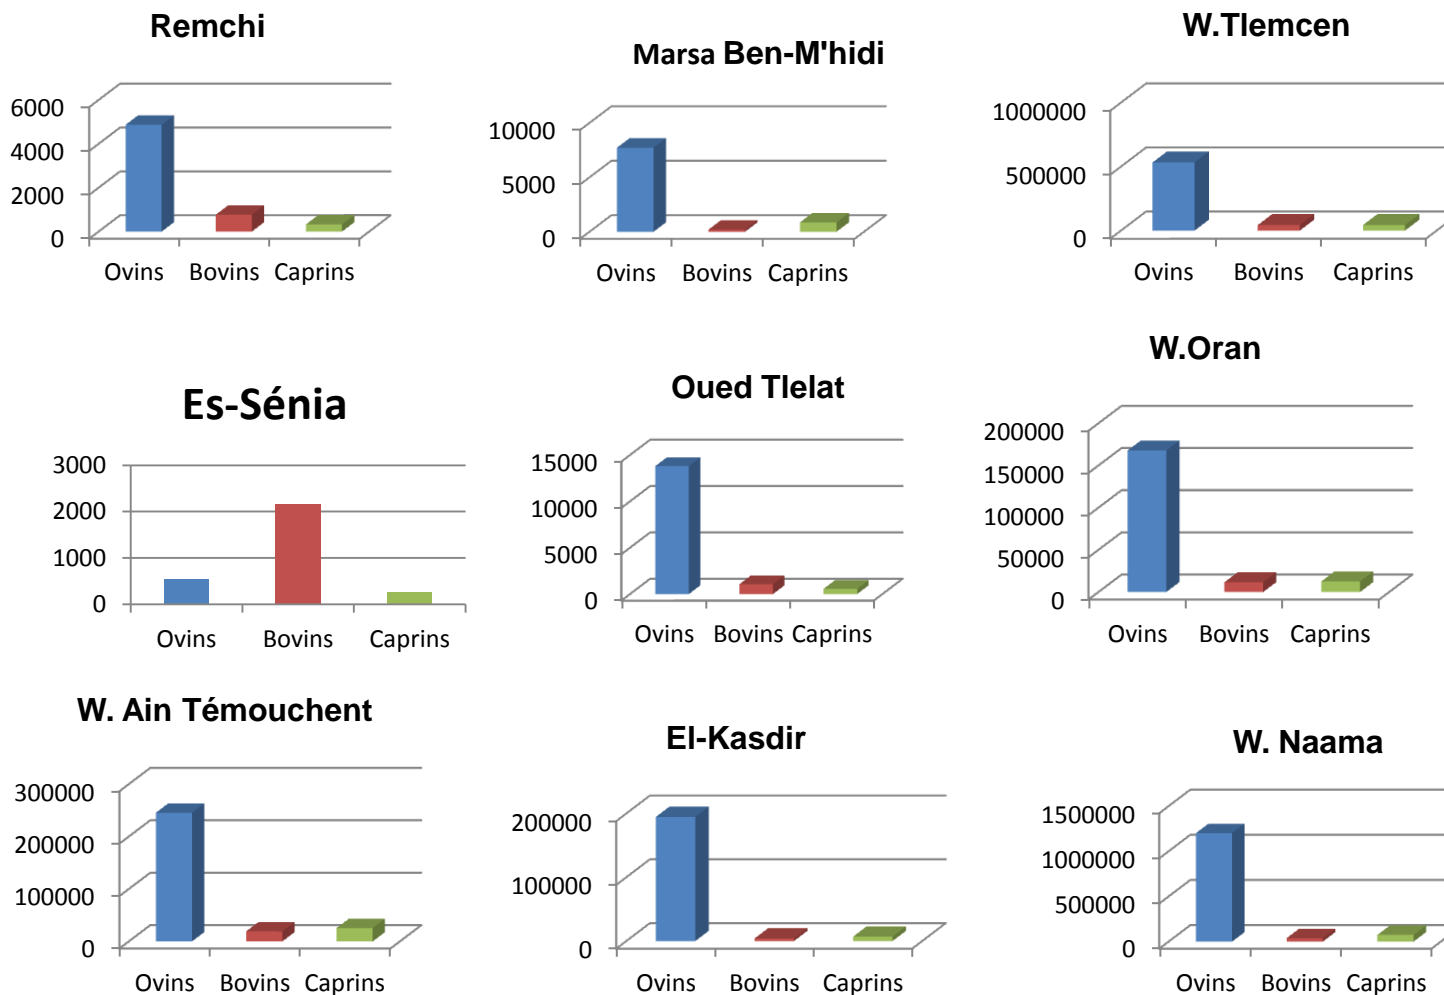 Remchi
6000
4000
2000
0
Ovins Bovins Caprins
Marsa Ben-M'hidi
10000
5000
0
Ovins Bovins Caprins
W.Tlemcen
1000000
500000
0
Ovins Bovins Caprins
Es-Sénia
3000
2000
1000
0
Ovins Bovins Caprins
Oued Tlelat
15000
10000
5000
0
Ovins Bovins Caprins
W.Oran
200000
150000
100000
50000
0
Ovins Bovins Caprins
W. Ain Témouchent
300000
200000
100000
0
Ovins Bovins Caprins
El-Kasdir
200000
100000
0
Ovins Bovins Caprins
W. Naama
1500000
1000000
500000
0
Ovins Bovins Caprins